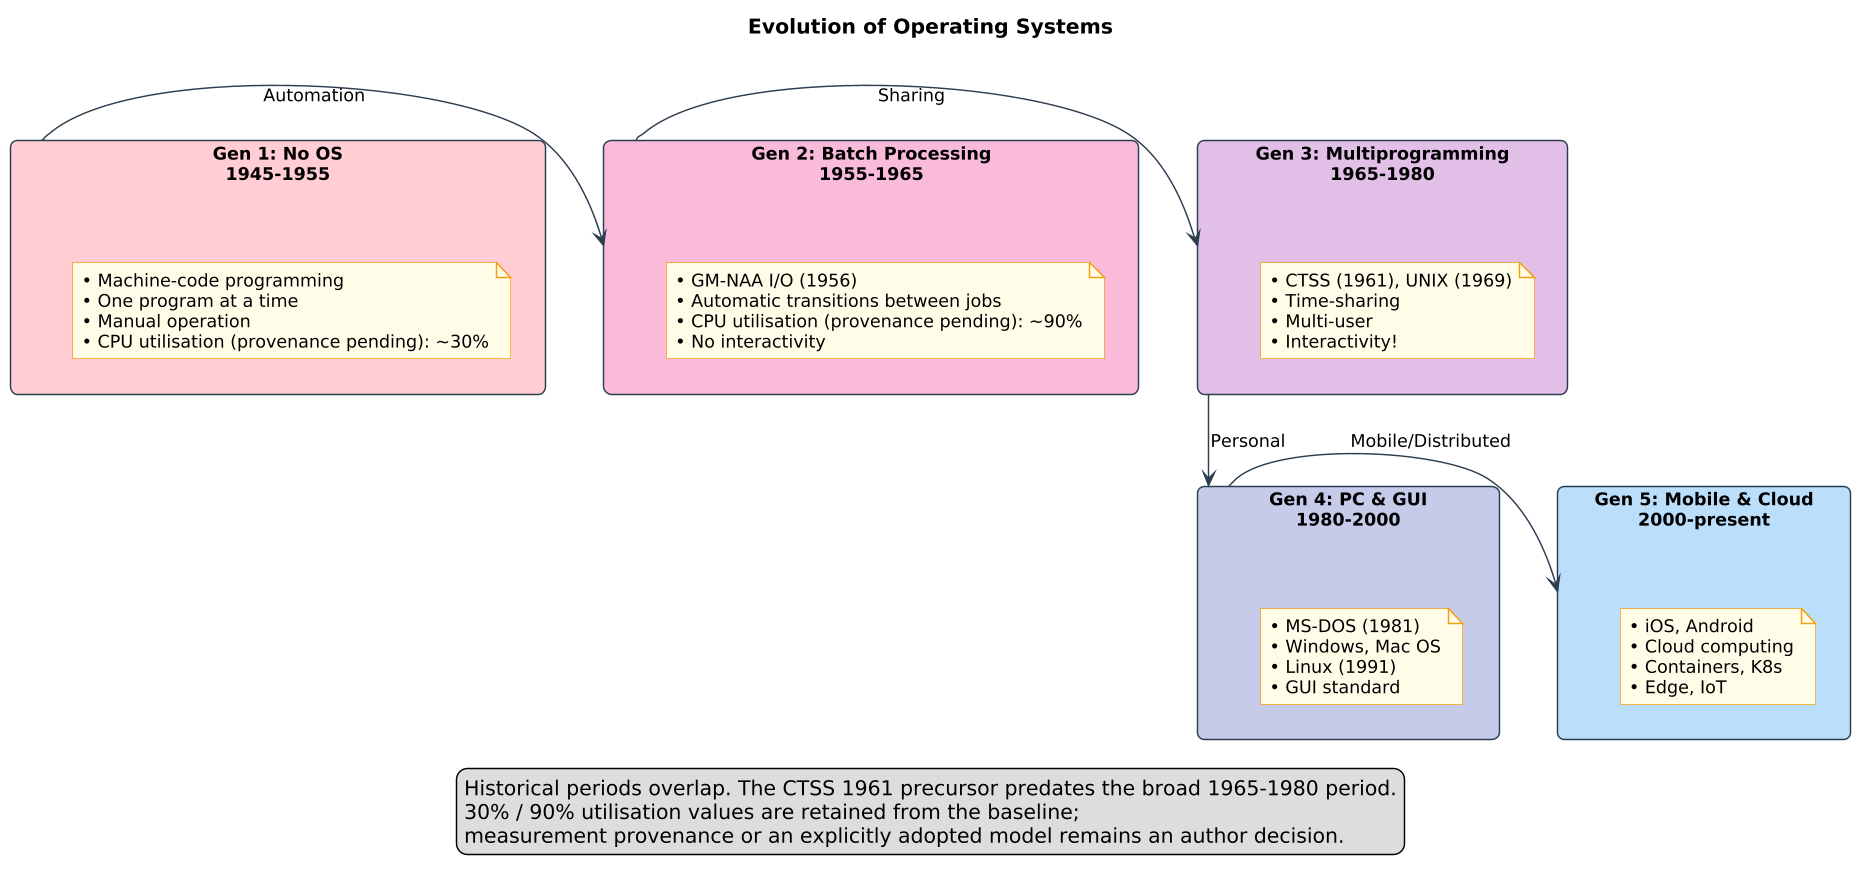 Evolution of Operating Systems
Automation
Sharing
Gen 1: No OS
1945-1955
• Machine-code programming
• One program at a time
• Manual operation
• CPU utilisation (provenance pending): ~30%
Gen 2: Batch Processing
1955-1965
• GM-NAA I/O (1956)
• Automatic transitions between jobs
• CPU utilisation (provenance pending): ~90%
• No interactivity
Gen 3: Multiprogramming
1965-1980
• CTSS (1961), UNIX (1969)
• Time-sharing
• Multi-user
• Interactivity!
Personal
Mobile/Distributed
Gen 4: PC & GUI
1980-2000
• MS-DOS (1981)
• Windows, Mac OS
• Linux (1991)
• GUI standard
Gen 5: Mobile & Cloud
2000-present
• iOS, Android
• Cloud computing
• Containers, K8s
• Edge, IoT
Historical periods overlap. The CTSS 1961 precursor predates the broad 1965-1980 period.
30% / 90% utilisation values are retained from the baseline;
measurement provenance or an explicitly adopted model remains an author decision.